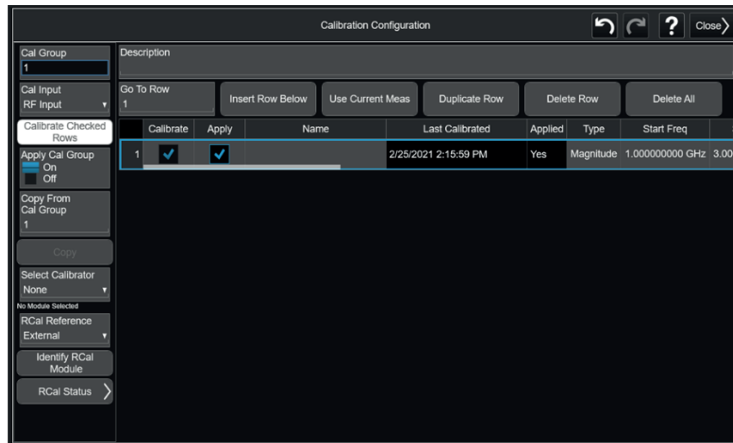 Calibration Configuration
Close
Cal Group
1
Description
Cal Input
RF Input
Go To Row
1
Insert Row Below
Use Current Meas
Duplicate Row
Delete Row
Delete All
Calibrate Checked
Rows
Calibrate Apply Name Last Calibrated Applied Type Start Freq
1 2/25/2021 2:15:59 PM Yes Magnitude 1.000000000 GHz 3.00
Apply Cal Group
On
Off
Copy From
Cal Group
1
Copy
Select Calibrator
None
No Module Selected
RCal Reference
External
Identify RCal
Module
RCal Status